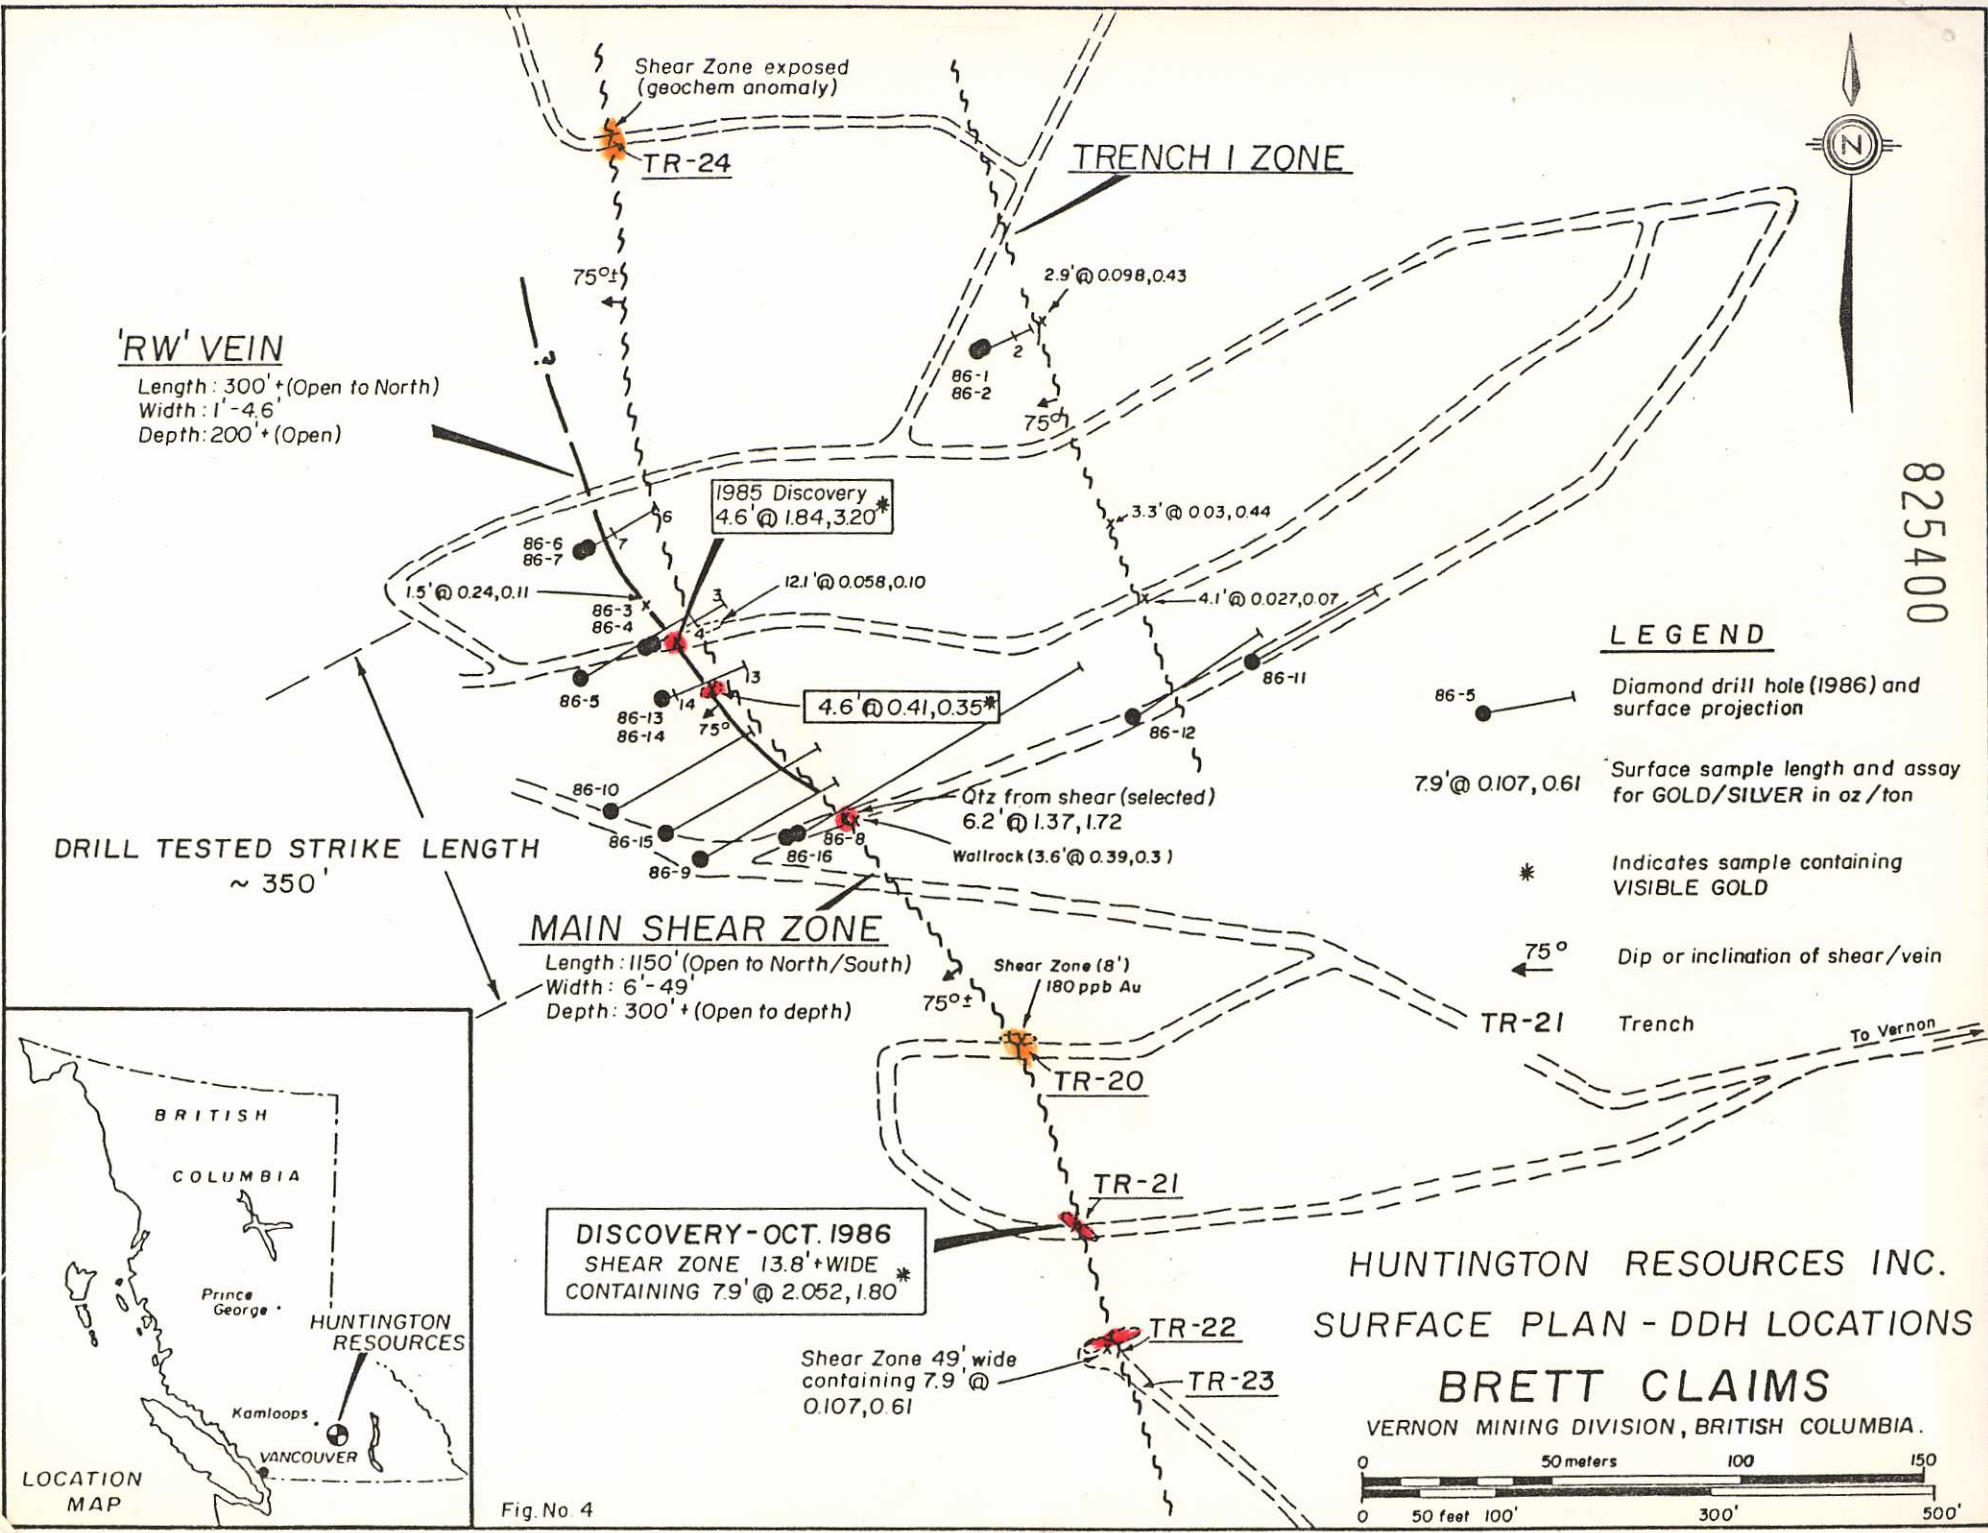 Shear Zone exposed
(geochem anomaly)
TR-24
TRENCH 1 ZONE
N
75°±
2.9'@ 0.098,0.43
2
86-1
86-2
75°
'RW' VEIN
Length: 300'+(Open to North)
Width: 1'-4.6'
Depth: 200'+(Open)
?
1985 Discovery
4.6'@ 1.84,3.20*
6
7
86-6
86-7
3.3'@ 0.03, 0.44
825400
1.5'@ 0.24,0.11
12.1'@ 0.058,0.10
86-3
86-4
3
4
4.1'@ 0.027,0.07
86-5
13
14
86-13
86-14
75°
4.6'@ 0.41,0.35*
86-11
86-12
LEGEND
86-5
Diamond drill hole (1986) and
surface projection
7.9'@ 0.107, 0.61
Surface sample length and assay
for GOLD/SILVER in oz/ton
*
Indicates sample containing
VISIBLE GOLD
75°
Dip or inclination of shear/vein
TR-21
Trench
86-10
86-15
86-9
86-16
86-8
Qtz from shear (selected)
6.2'@ 1.37, 1.72
Wallrock (3.6'@ 0.39,0.3)
DRILL TESTED STRIKE LENGTH
~ 350'
MAIN SHEAR ZONE
Length: 1150' (Open to North/South)
Width: 6'-49'
Depth: 300'+ (Open to depth)
75°±
Shear Zone (8')
180 ppb Au
TR-20
To Vernon
TR-21
DISCOVERY-OCT. 1986
SHEAR ZONE 13.8'+WIDE
CONTAINING 7.9'@ 2.052, 1.80*
TR-22
TR-23
Shear Zone 49' wide
containing 7.9'@
0.107,0.61
BRITISH
COLUMBIA
Prince
George
HUNTINGTON
RESOURCES
Kamloops
VANCOUVER
LOCATION
MAP
Fig. No. 4
HUNTINGTON RESOURCES INC.
SURFACE PLAN - DDH LOCATIONS
BRETT CLAIMS
VERNON MINING DIVISION, BRITISH COLUMBIA.
0 50 meters 100 150
0 50 feet 100' 300' 500'